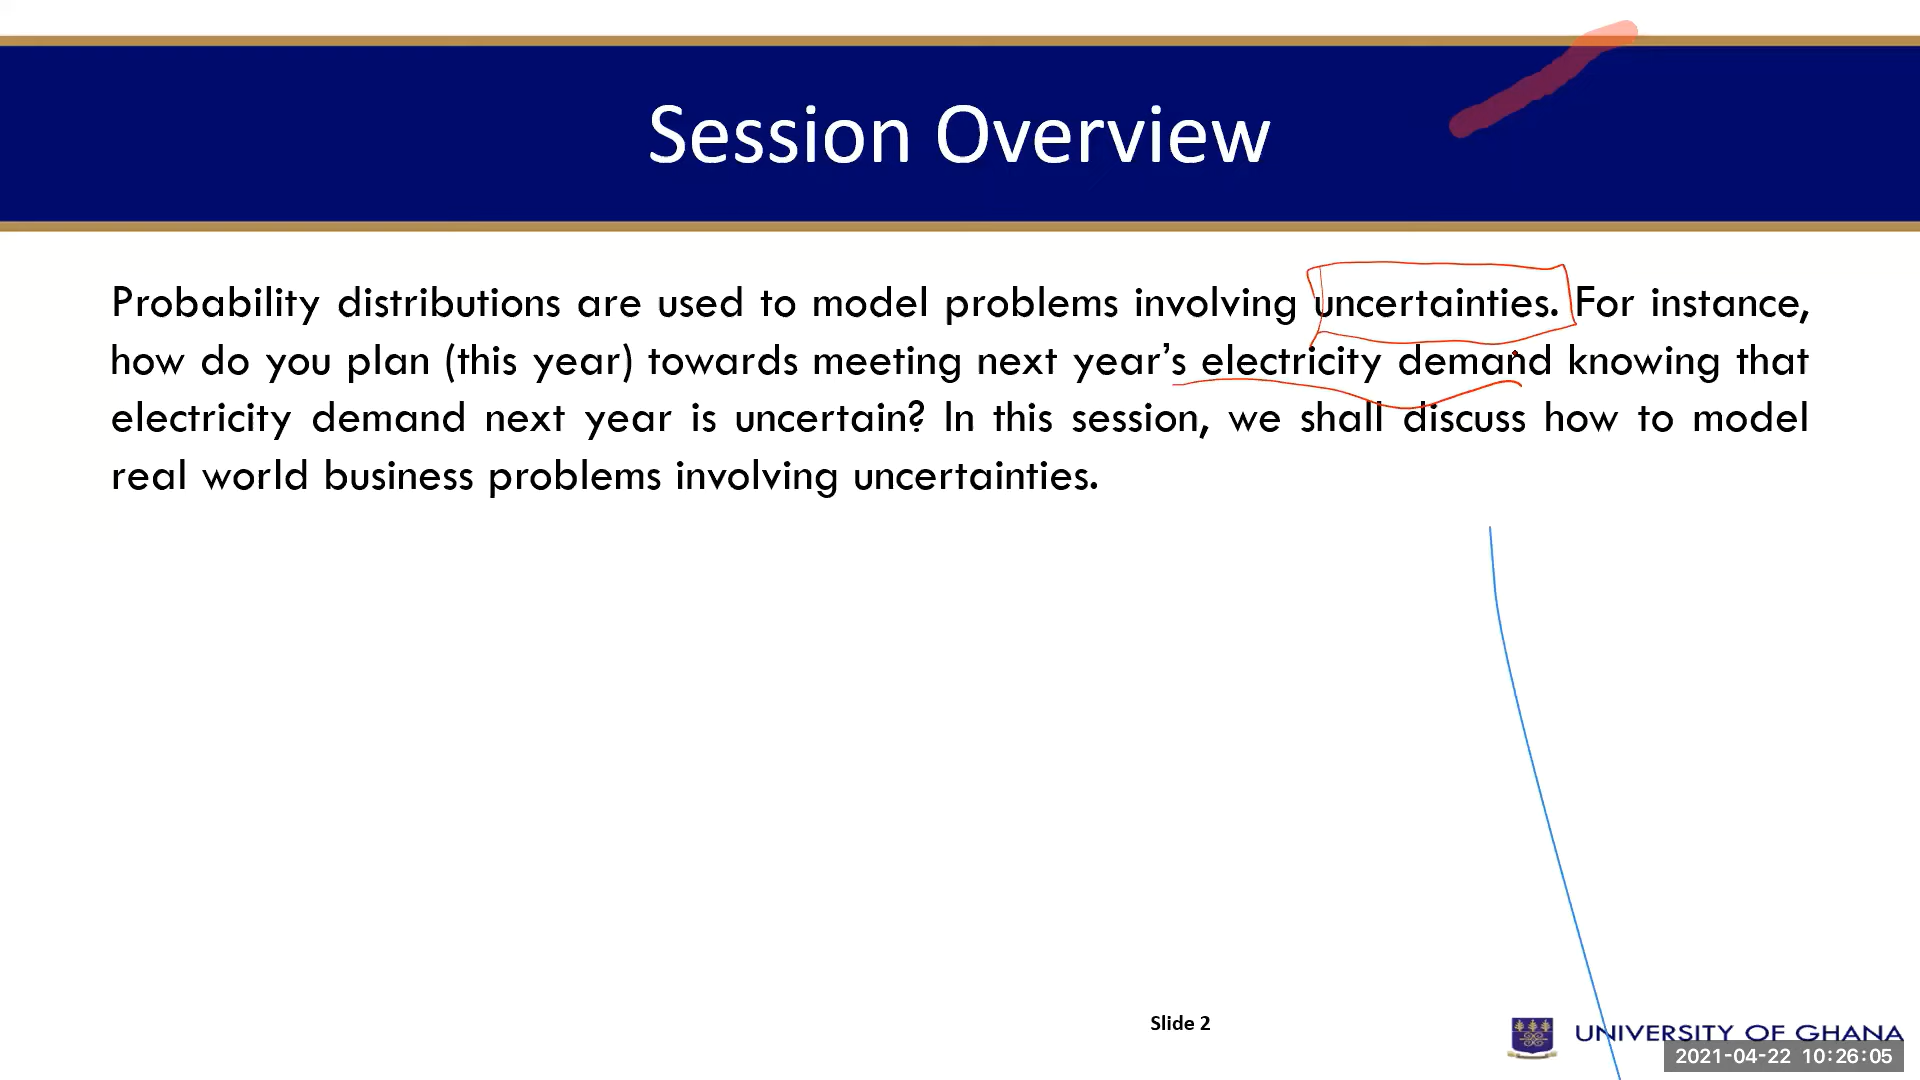 Session Overview
Probability distributions are used to model problems involving uncertainties. For instance,
how do you plan (this year) towards meeting next year’s electricity demand knowing that
electricity demand next year is uncertain? In this session, we shall discuss how to model
real world business problems involving uncertainties.
Slide 2
UNIVERSITY OF GHANA
2021-04-22 10:26:05